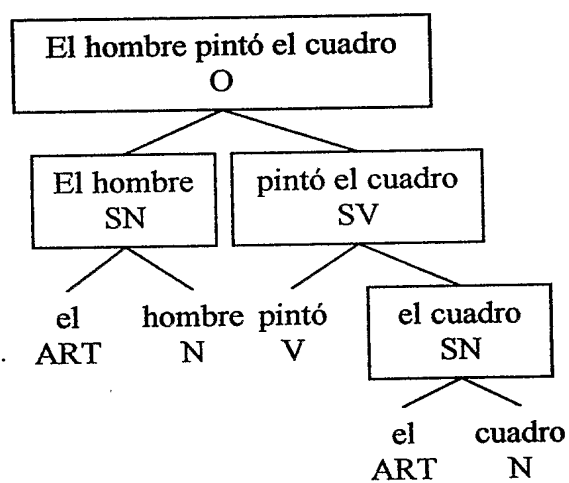 El hombre pintó el cuadro
O
El hombre
SN
pintó el cuadro
SV
el
ART
hombre
N
pintó
V
el cuadro
SN
el
ART
cuadro
N